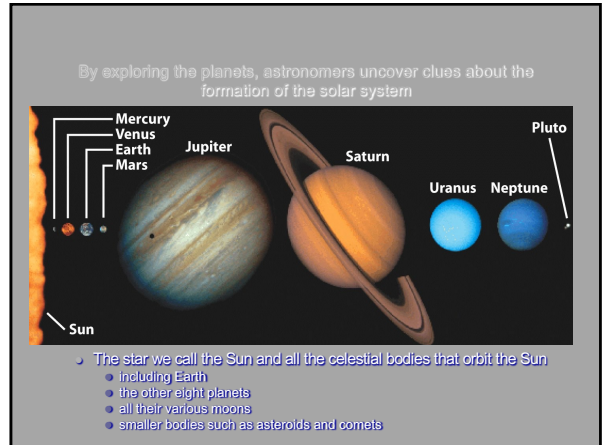 By exploring the planets, astronomers uncover clues about the
formation of the solar system
Mercury
Venus
Earth
Mars
Jupiter
Saturn
Uranus
Neptune
Pluto
Sun
The star we call the Sun and all the celestial bodies that orbit the Sun
including Earth
the other eight planets
all their various moons
smaller bodies such as asteroids and comets